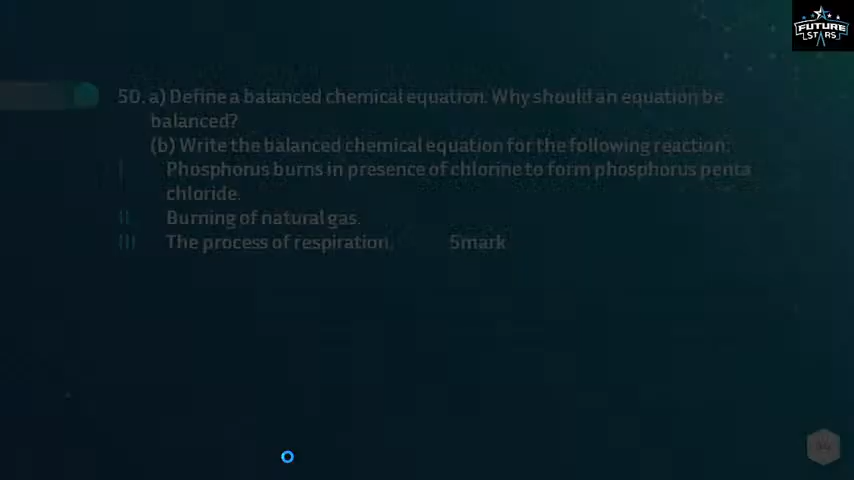 FUTURE
STARS
50. a) Define a balanced chemical equation. Why should an equation be
balanced?
(b) Write the balanced chemical equation for the following reaction:
I Phosphorus burns in presence of chlorine to form phosphorus penta
chloride.
II Burning of natural gas.
III The process of respiration. 5mark